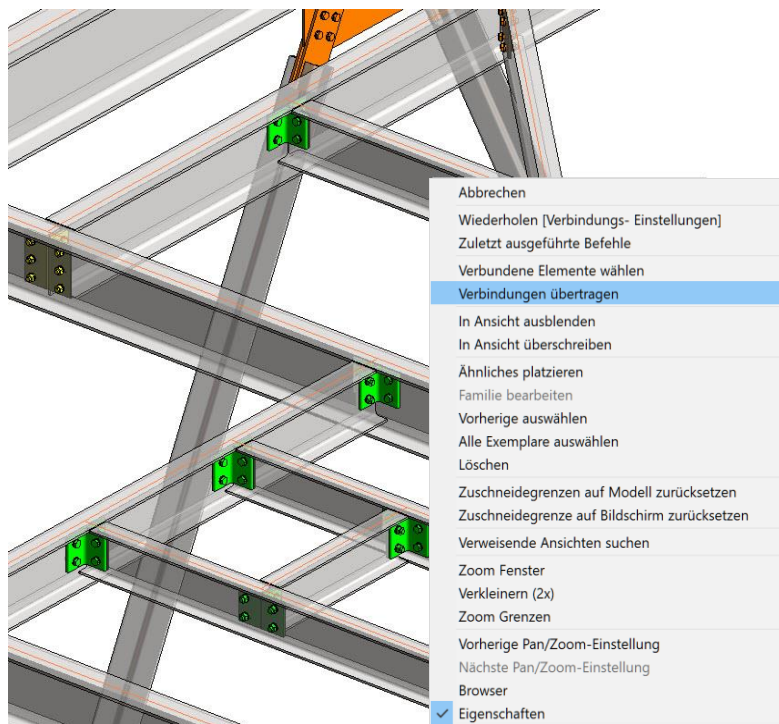 Abbrechen
Wiederholen [Verbindungs- Einstellungen]
Zuletzt ausgeführte Befehle
Verbundene Elemente wählen
Verbindungen übertragen
In Ansicht ausblenden
In Ansicht überschreiben
Ähnliches platzieren
Familie bearbeiten
Vorherige auswählen
Alle Exemplare auswählen
Löschen
Zuschneidegrenzen auf Modell zurücksetzen
Zuschneidegrenze auf Bildschirm zurücksetzen
Verweisende Ansichten suchen
Zoom Fenster
Verkleinern (2x)
Zoom Grenzen
Vorherige Pan/Zoom-Einstellung
Nächste Pan/Zoom-Einstellung
Browser
Eigenschaften